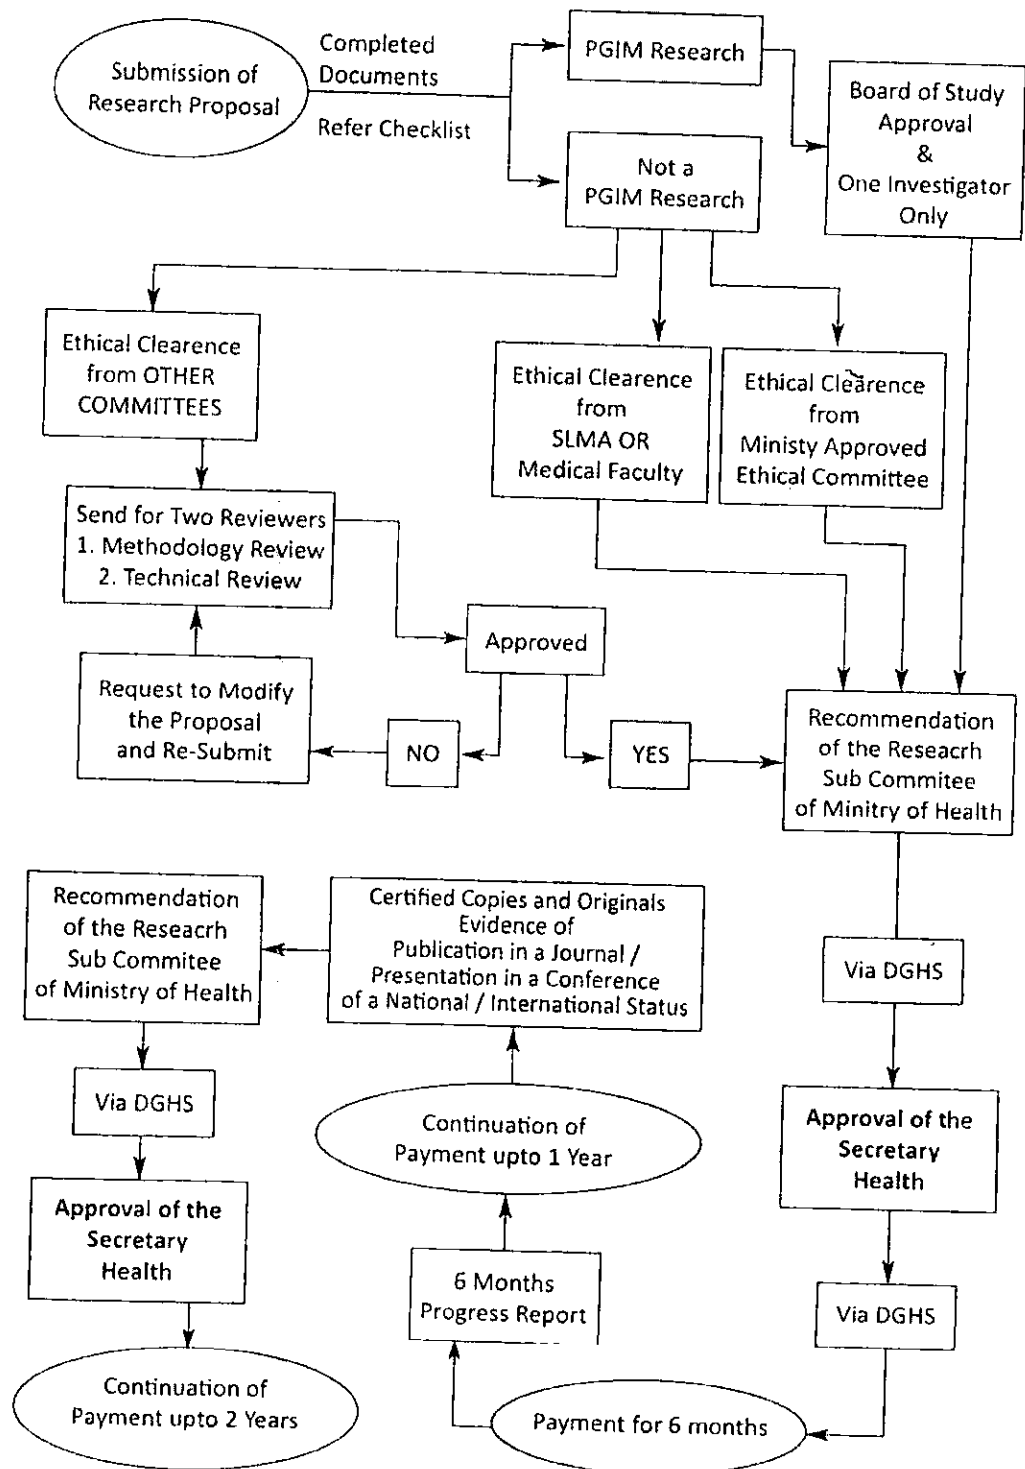 Submission of
Research Proposal
Completed
Documents
Refer Checklist
PGIM Research
Not a
PGIM Research
Board of Study
Approval
&
One Investigator
Only
Ethical Clearence
from OTHER
COMMITTEES
Ethical Clearence
from
SLMA OR
Medical Faculty
Ethical Clearence
from
Ministy Approved
Ethical Committee
Send for Two Reviewers
1. Methodology Review
2. Technical Review
Approved
Request to Modify
the Proposal
and Re-Submit
NO
YES
Recommendation
of the Reseacrh
Sub Commitee
of Minitry of Health
Via DGHS
Approval of the
Secretary
Health
Via DGHS
Payment for 6 months
6 Months
Progress Report
Continuation of
Payment upto 1 Year
Certified Copies and Originals
Evidence of
Publication in a Journal /
Presentation in a Conference
of a National / International Status
Recommendation
of the Reseacrh
Sub Commitee
of Ministry of Health
Via DGHS
Approval of the
Secretary
Health
Continuation of
Payment upto 2 Years